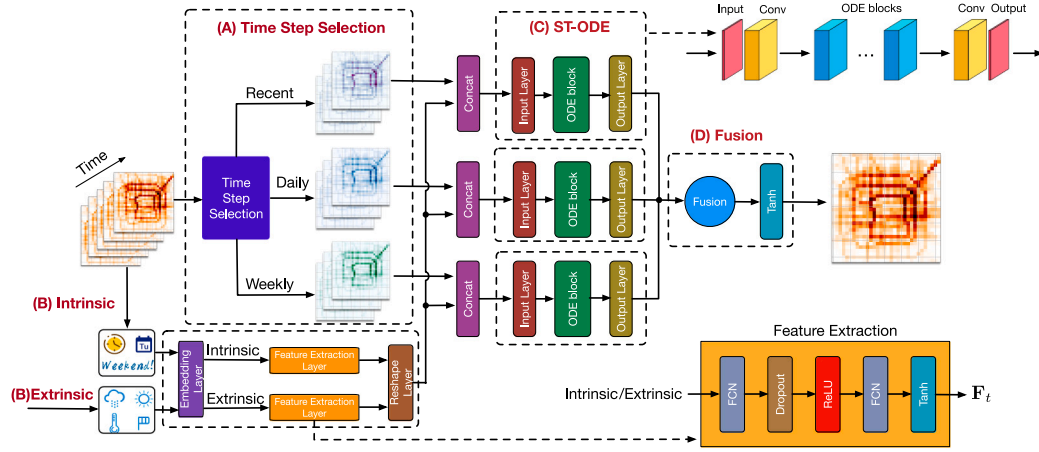 (A) Time Step Selection
(C) ST-ODE
Input
Conv
ODE blocks
Conv
Output
...
Recent
Concat
Input Layer
ODE block
Output Layer
(D) Fusion
Time
Time
Step
Selection
Daily
Concat
Input Layer
ODE block
Output Layer
Fusion
Tanh
Weekly
Concat
Input Layer
ODE block
Output Layer
(B) Intrinsic
Tu
Weekend!
(B)Extrinsic
Embedding
Layer
Intrinsic
Feature Extraction
Layer
Extrinsic
Feature Extraction
Layer
Reshape
Layer
Feature Extraction
Intrinsic/Extrinsic
FCN
Dropout
ReLU
FCN
Tanh
F_t